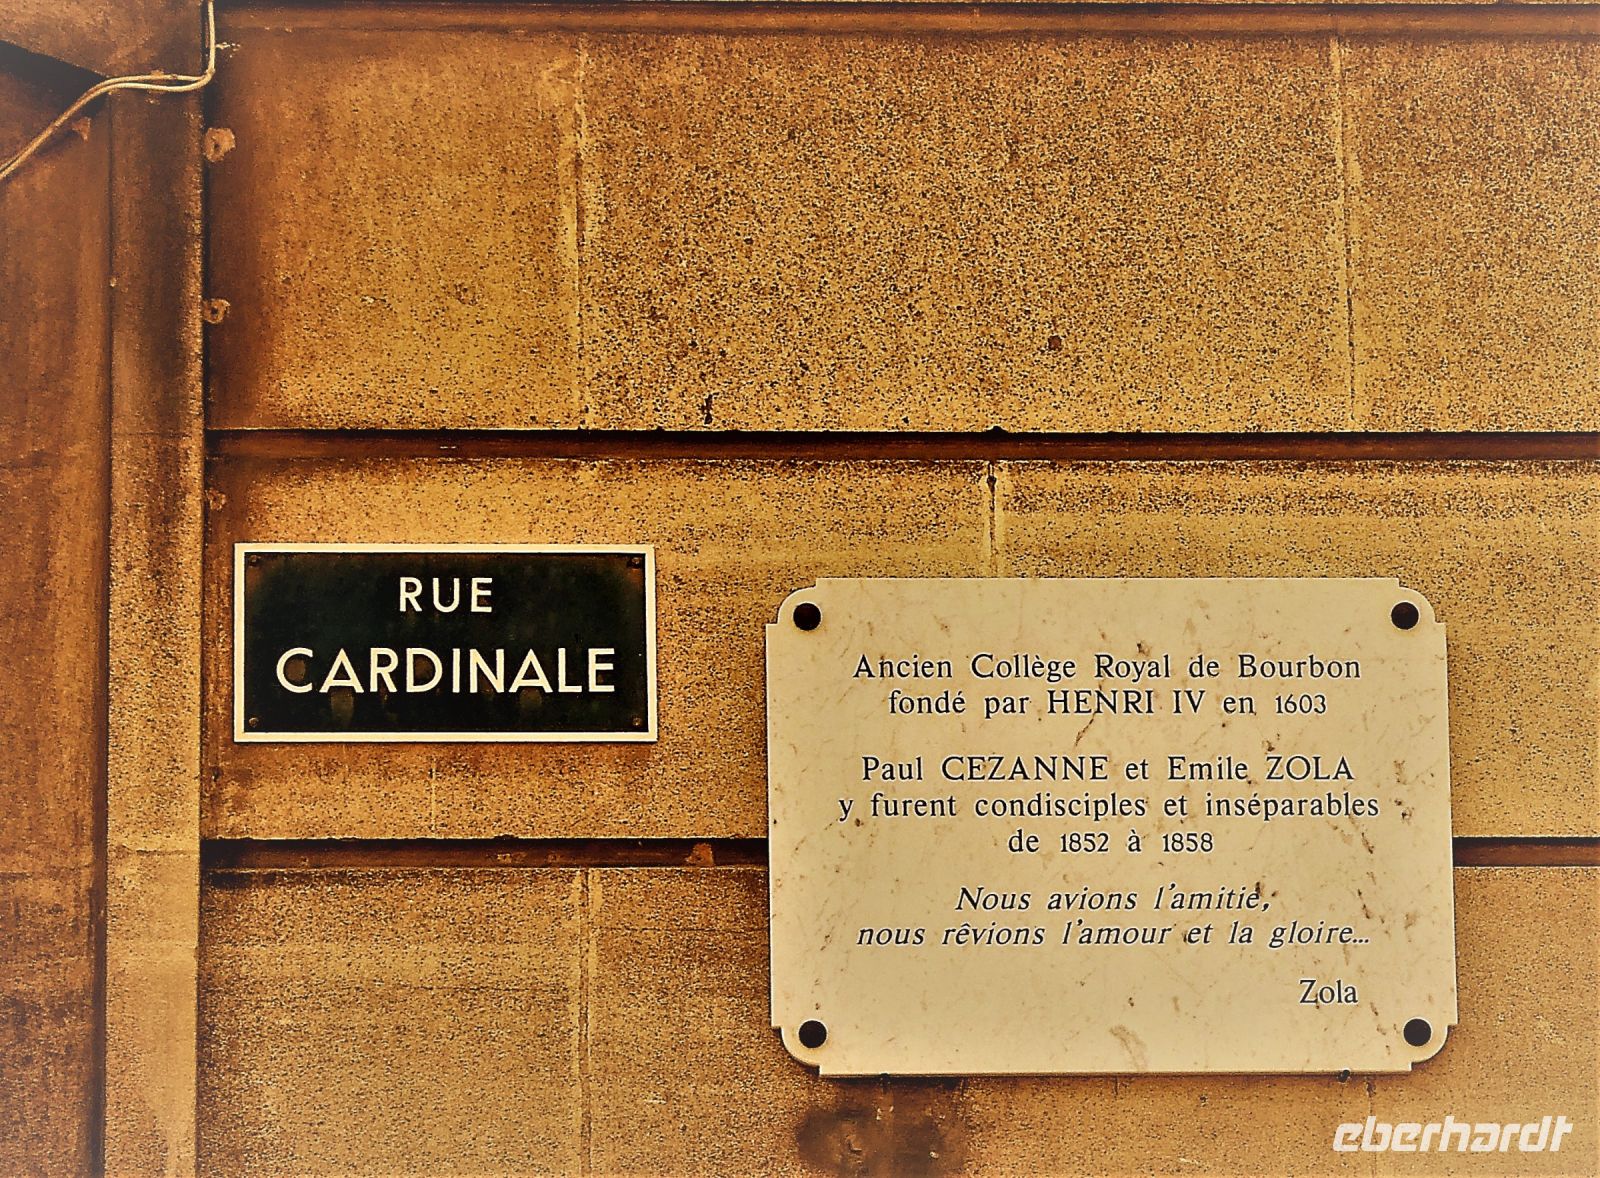 RUE
CARDINALE
Ancien Collège Royal de Bourbon
fondé par HENRI IV en 1603
Paul CEZANNE et Emile ZOLA
y furent condisciples et inséparables
de 1852 à 1858
Nous avions l'amitié,
nous rêvions l'amour et la gloire...
Zola
eberhardt